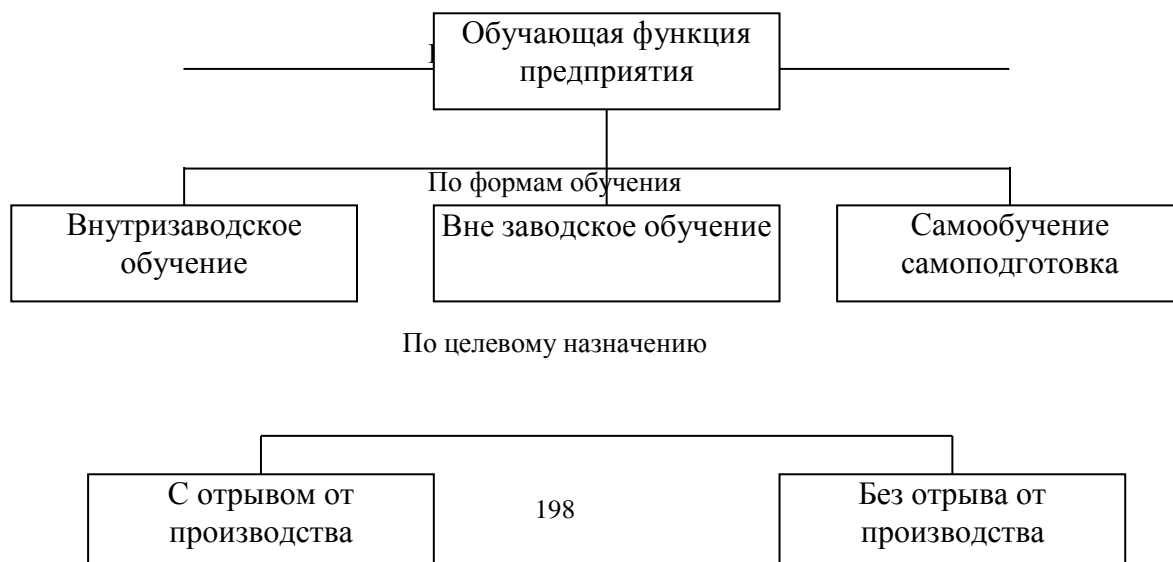 Обучающая функция
предприятия
По формам обучения
Внутризаводское
обучение
Вне заводское обучение
Самообучение
самоподготовка
По целевому назначению
С отрывом от
производства
198
Без отрыва от
производства